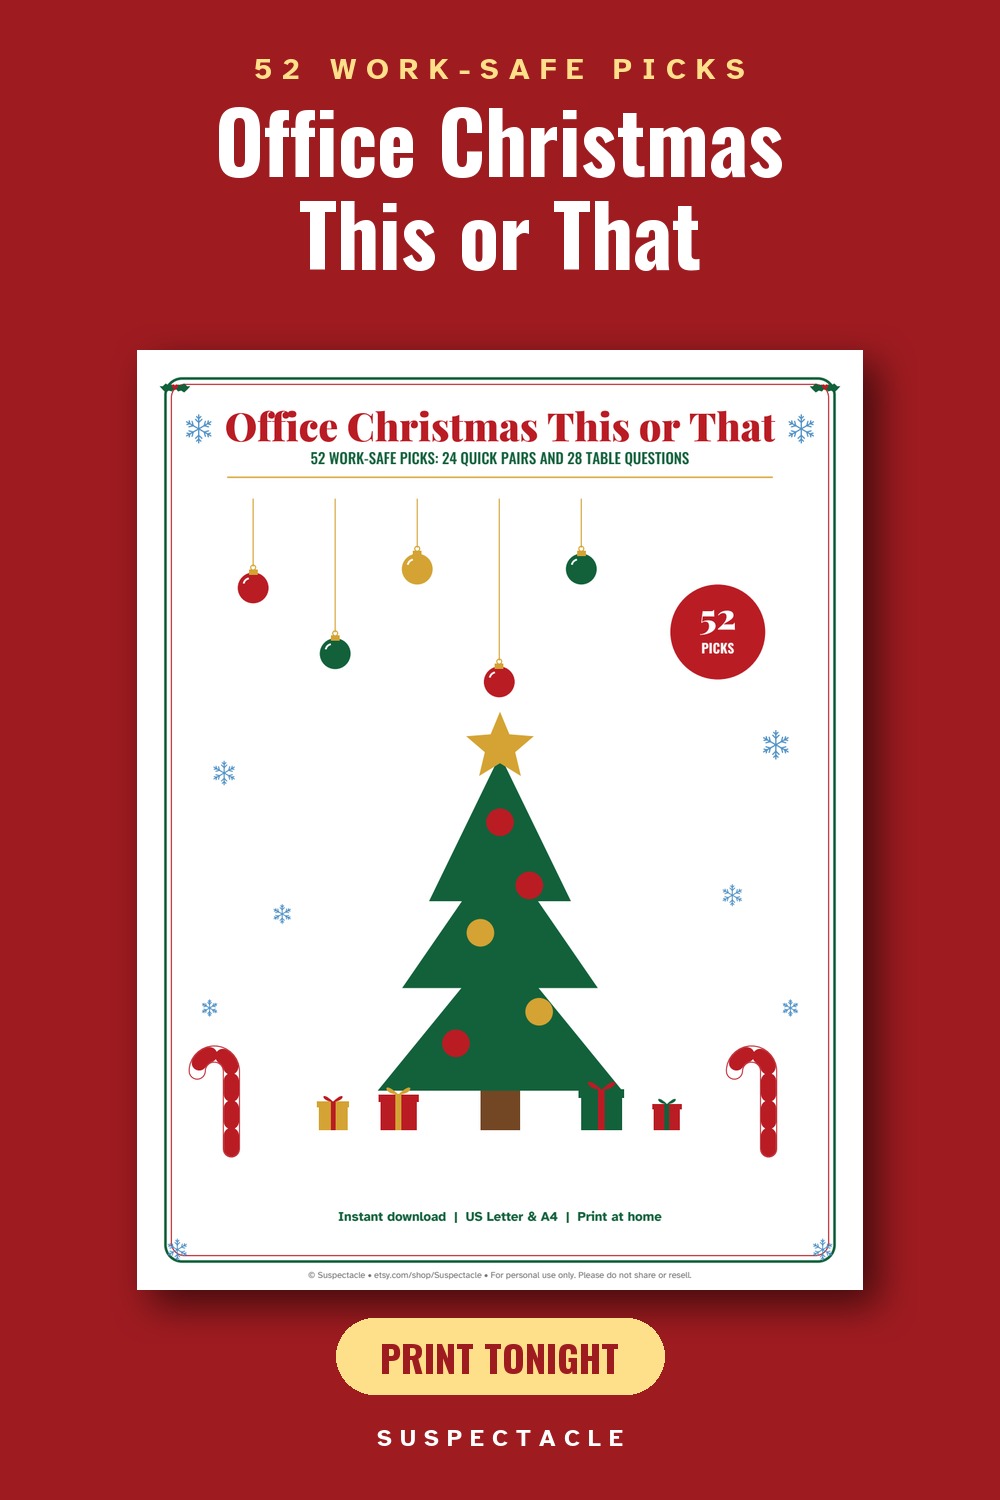 52 WORK-SAFE PICKS
Office Christmas
This or That
Office Christmas This or That
52 WORK-SAFE PICKS: 24 QUICK PAIRS AND 28 TABLE QUESTIONS
52
PICKS
Instant download | US Letter & A4 | Print at home
© Suspectacle • etsy.com/shop/Suspectacle • For personal use only. Please do not share or resell.
PRINT TONIGHT
SUSPECTACLE